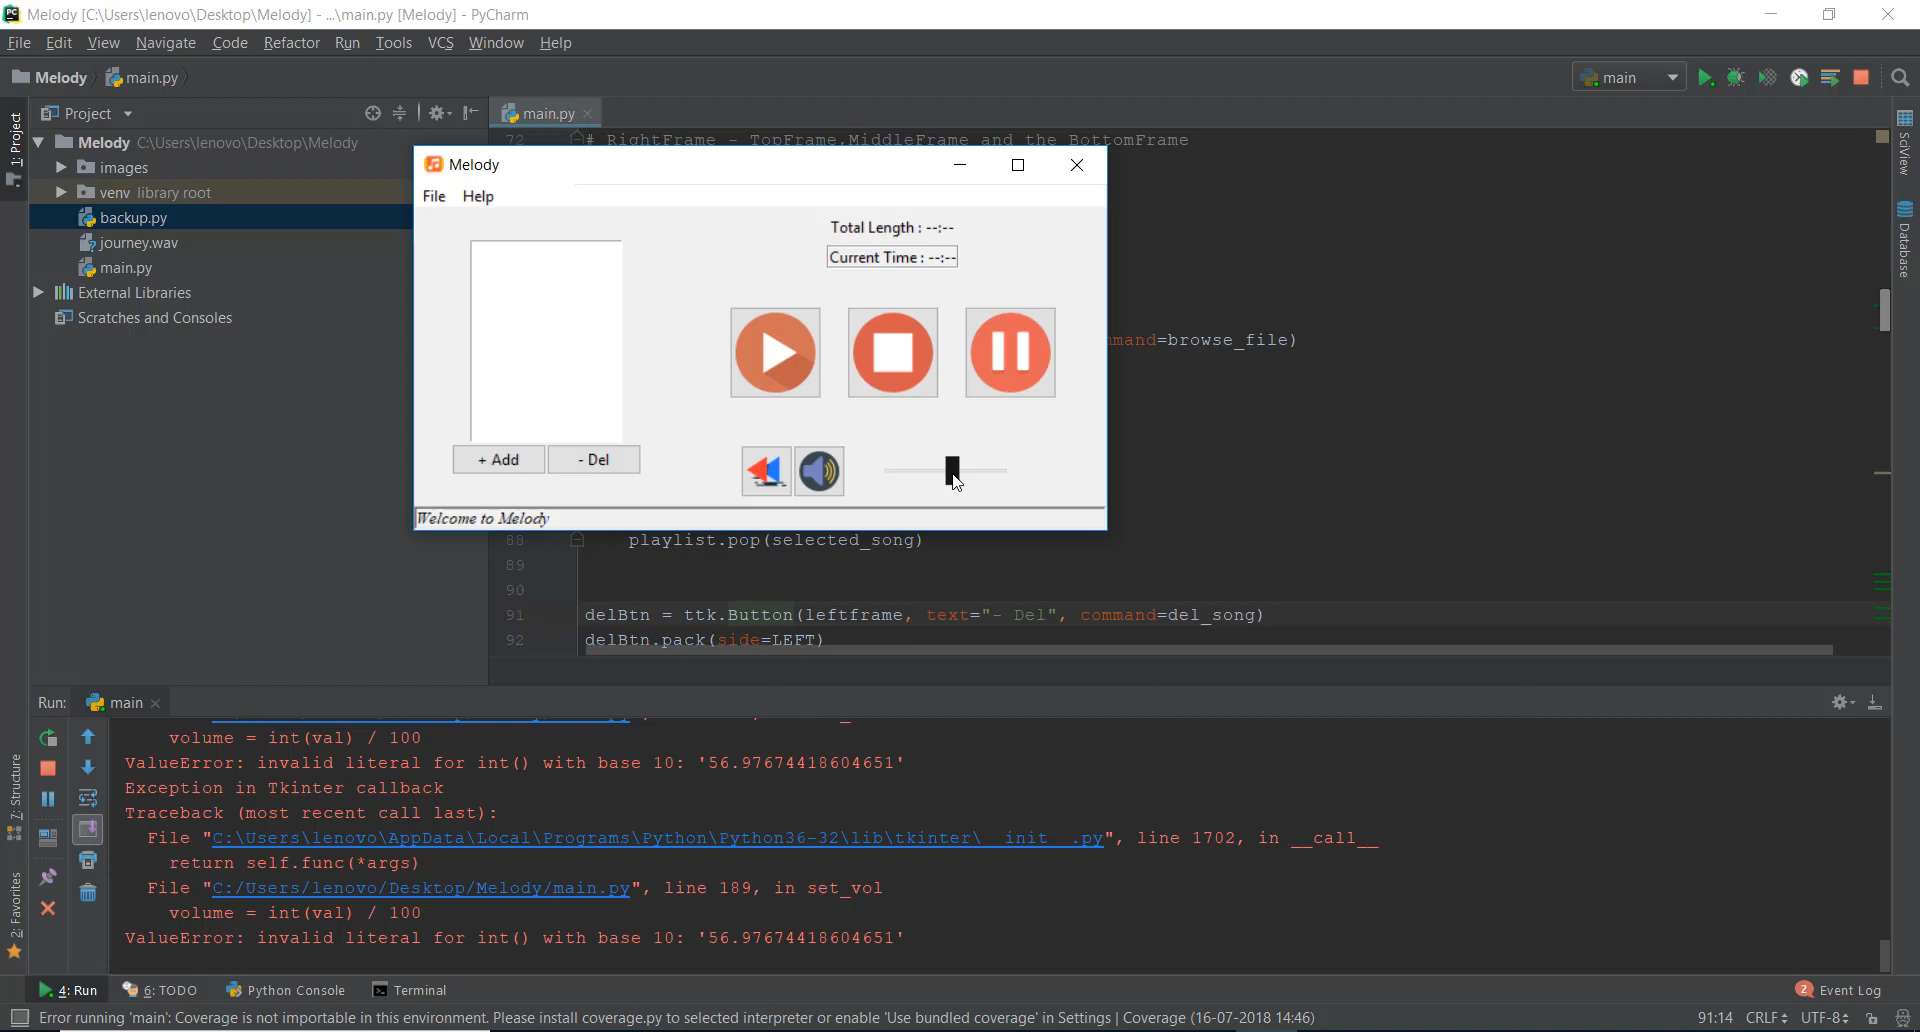 Melody [C:\Users\lenovo\Desktop\Melody] - ...\main.py [Melody] - PyCharm
File Edit View Navigate Code Refactor Run Tools VCS Window Help
Melody main.py main
1: Project
Project
main.py
Melody C:\Users\lenovo\Desktop\Melody
images
venv library root
backup.py
journey.wav
main.py
External Libraries
Scratches and Consoles
72 # RightFrame - TopFrame,MiddleFrame and the BottomFrame
mand=browse_file)
88 playlist.pop(selected_song)
89
90
91 delBtn = ttk.Button(leftframe, text="- Del", command=del_song)
92 delBtn.pack(side=LEFT)
Melody
File Help
Total Length : --:--
Current Time : --:--
+ Add - Del
Welcome to Melody
SciView
Database
Run: main
volume = int(val) / 100
ValueError: invalid literal for int() with base 10: '56.97674418604651'
Exception in Tkinter callback
Traceback (most recent call last):
File "C:\Users\lenovo\AppData\Local\Programs\Python\Python36-32\lib\tkinter\__init__.py", line 1702, in __call__
return self.func(*args)
File "C:/Users/lenovo/Desktop/Melody/main.py", line 189, in set_vol
volume = int(val) / 100
ValueError: invalid literal for int() with base 10: '56.97674418604651'
7: Structure
2: Favorites
4: Run 6: TODO Python Console Terminal 2 Event Log
Error running 'main': Coverage is not importable in this environment. Please install coverage.py to selected interpreter or enable 'Use bundled coverage' in Settings | Coverage (16-07-2018 14:46) 91:14 CRLF UTF-8